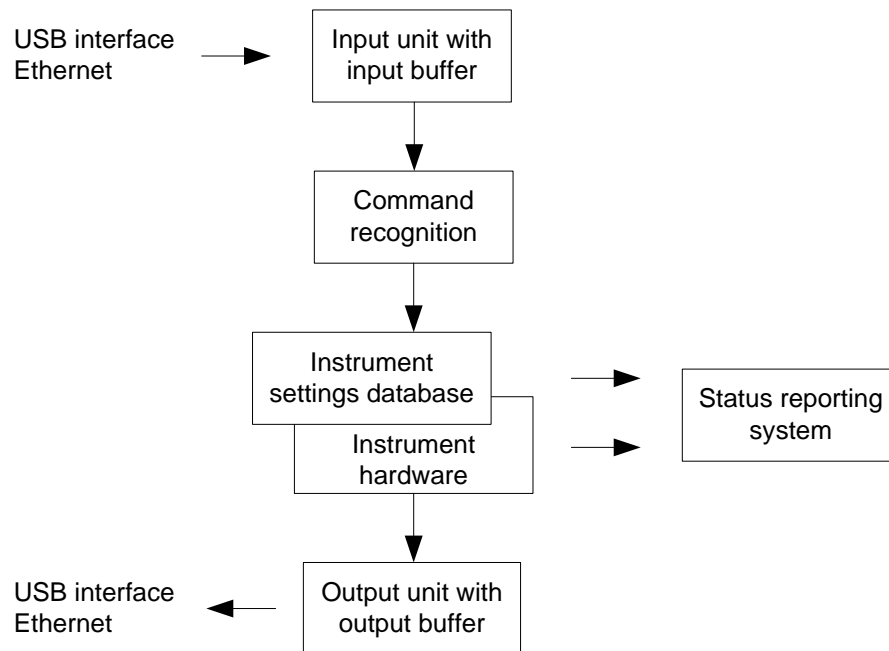 USB interface
Ethernet
Input unit with
input buffer
Command
recognition
Instrument
settings database
Instrument
hardware
Status reporting
system
USB interface
Ethernet
Output unit with
output buffer